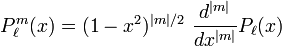 P_ℓ^m(x) = (1 − x^2)^{|m|/2} \frac{d^{|m|}}{dx^{|m|}} P_ℓ(x)